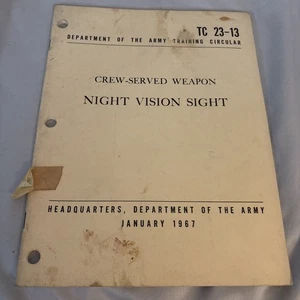 TC 23-13
DEPARTMENT OF THE ARMY TRAINING CIRCULAR
CREW-SERVED WEAPON
NIGHT VISION SIGHT
HEADQUARTERS, DEPARTMENT OF THE ARMY
JANUARY 1967